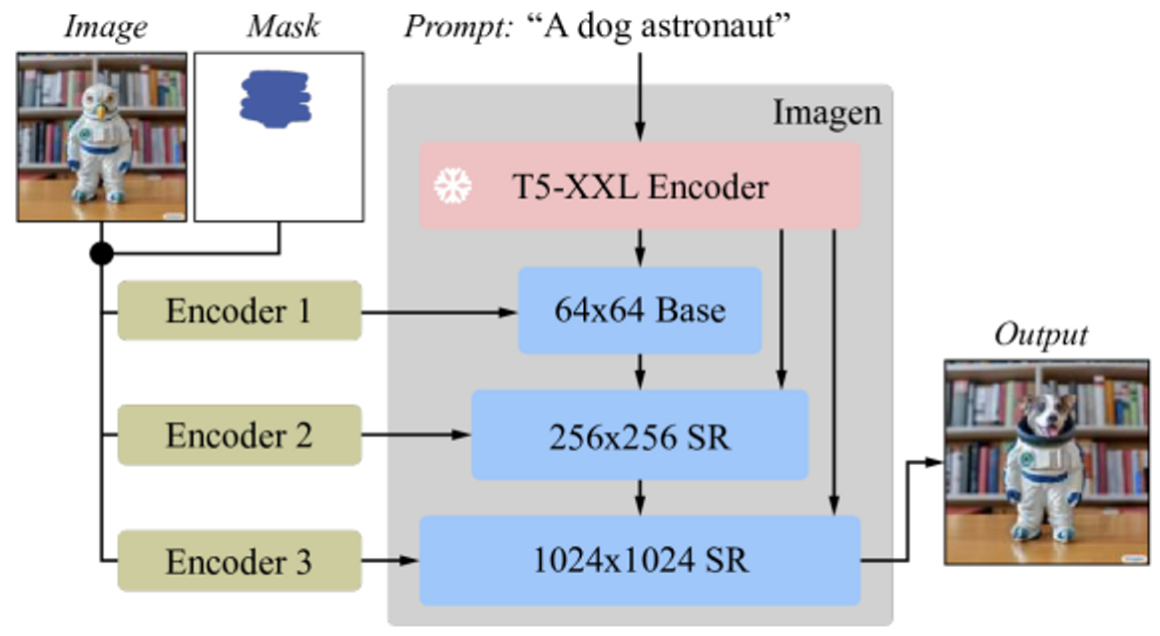 Image
Mask
Prompt: “A dog astronaut”
Imagen
T5-XXL Encoder
Encoder 1
64x64 Base
Encoder 2
256x256 SR
Encoder 3
1024x1024 SR
Output